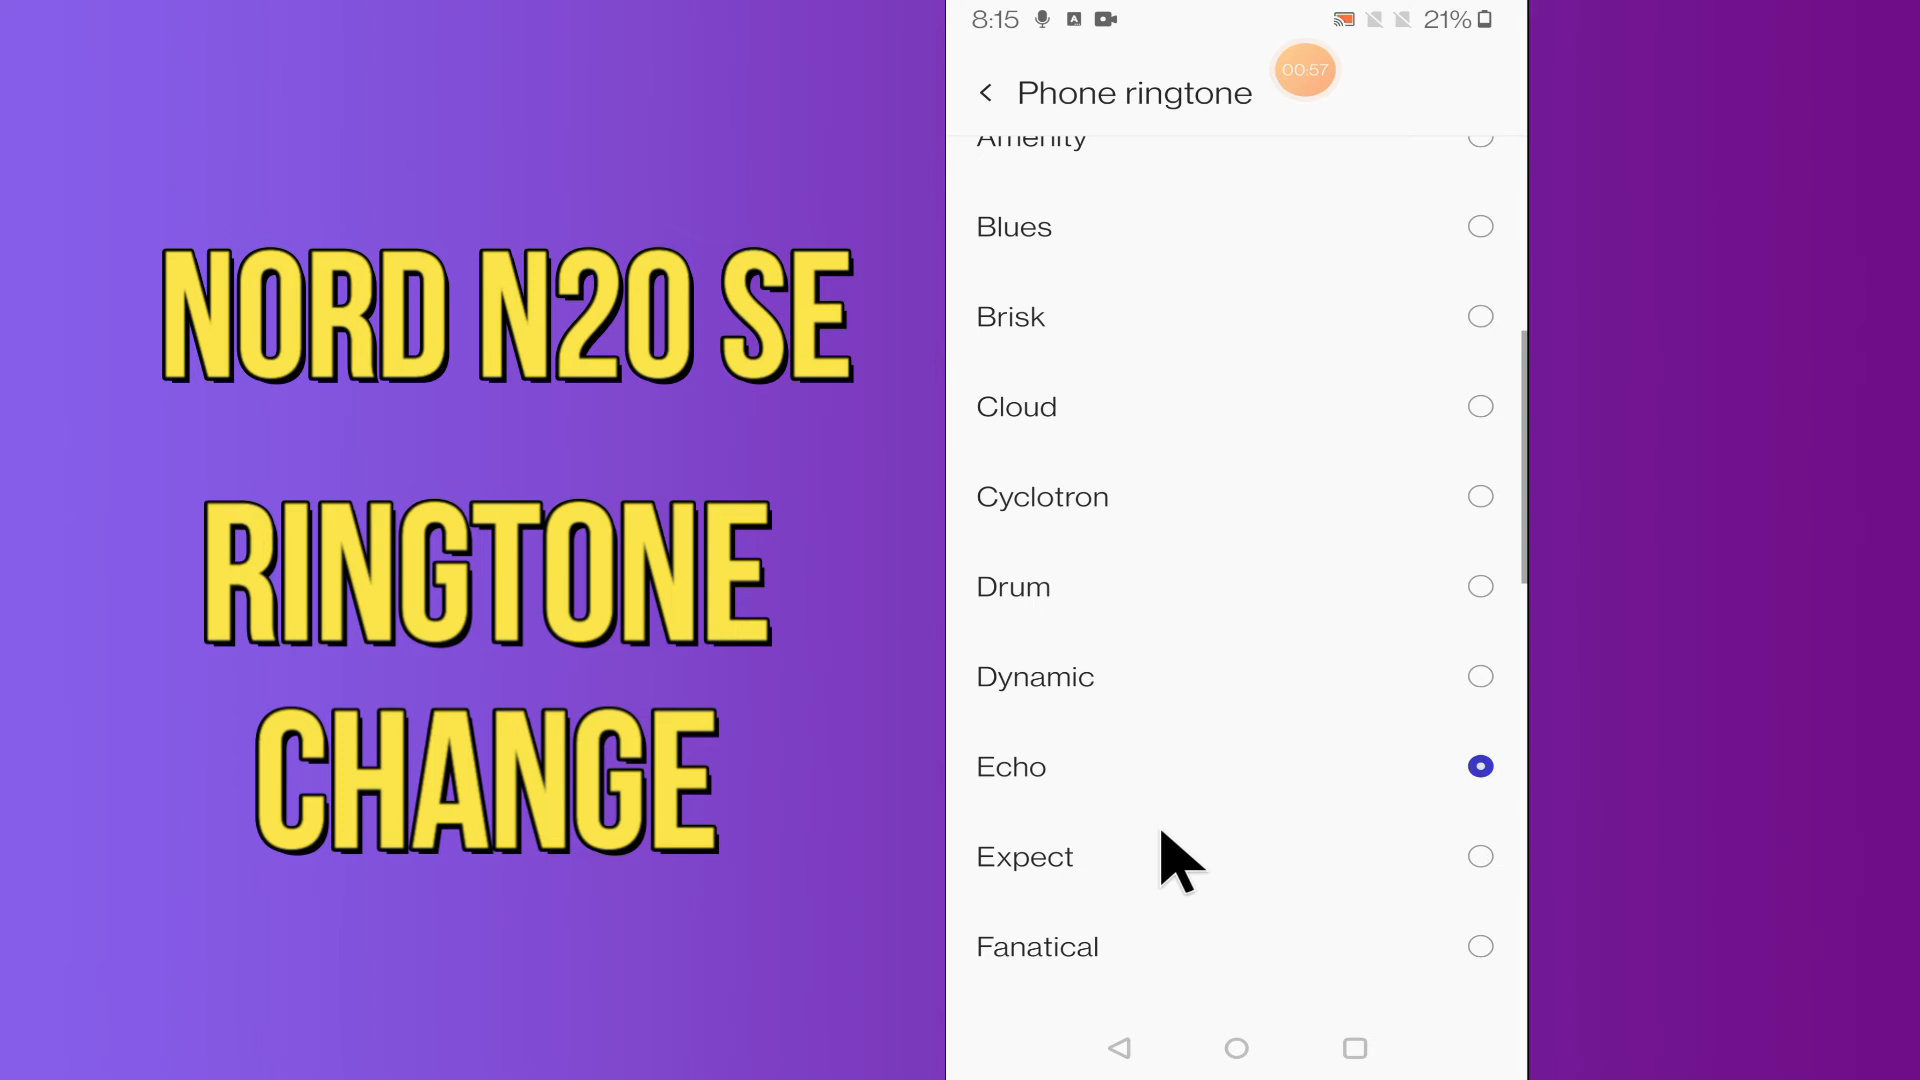 NORD N20 SE
RINGTONE
CHANGE
8:15
A
21%
00:57
Phone ringtone
Amenity
Blues
Brisk
Cloud
Cyclotron
Drum
Dynamic
Echo
Expect
Fanatical